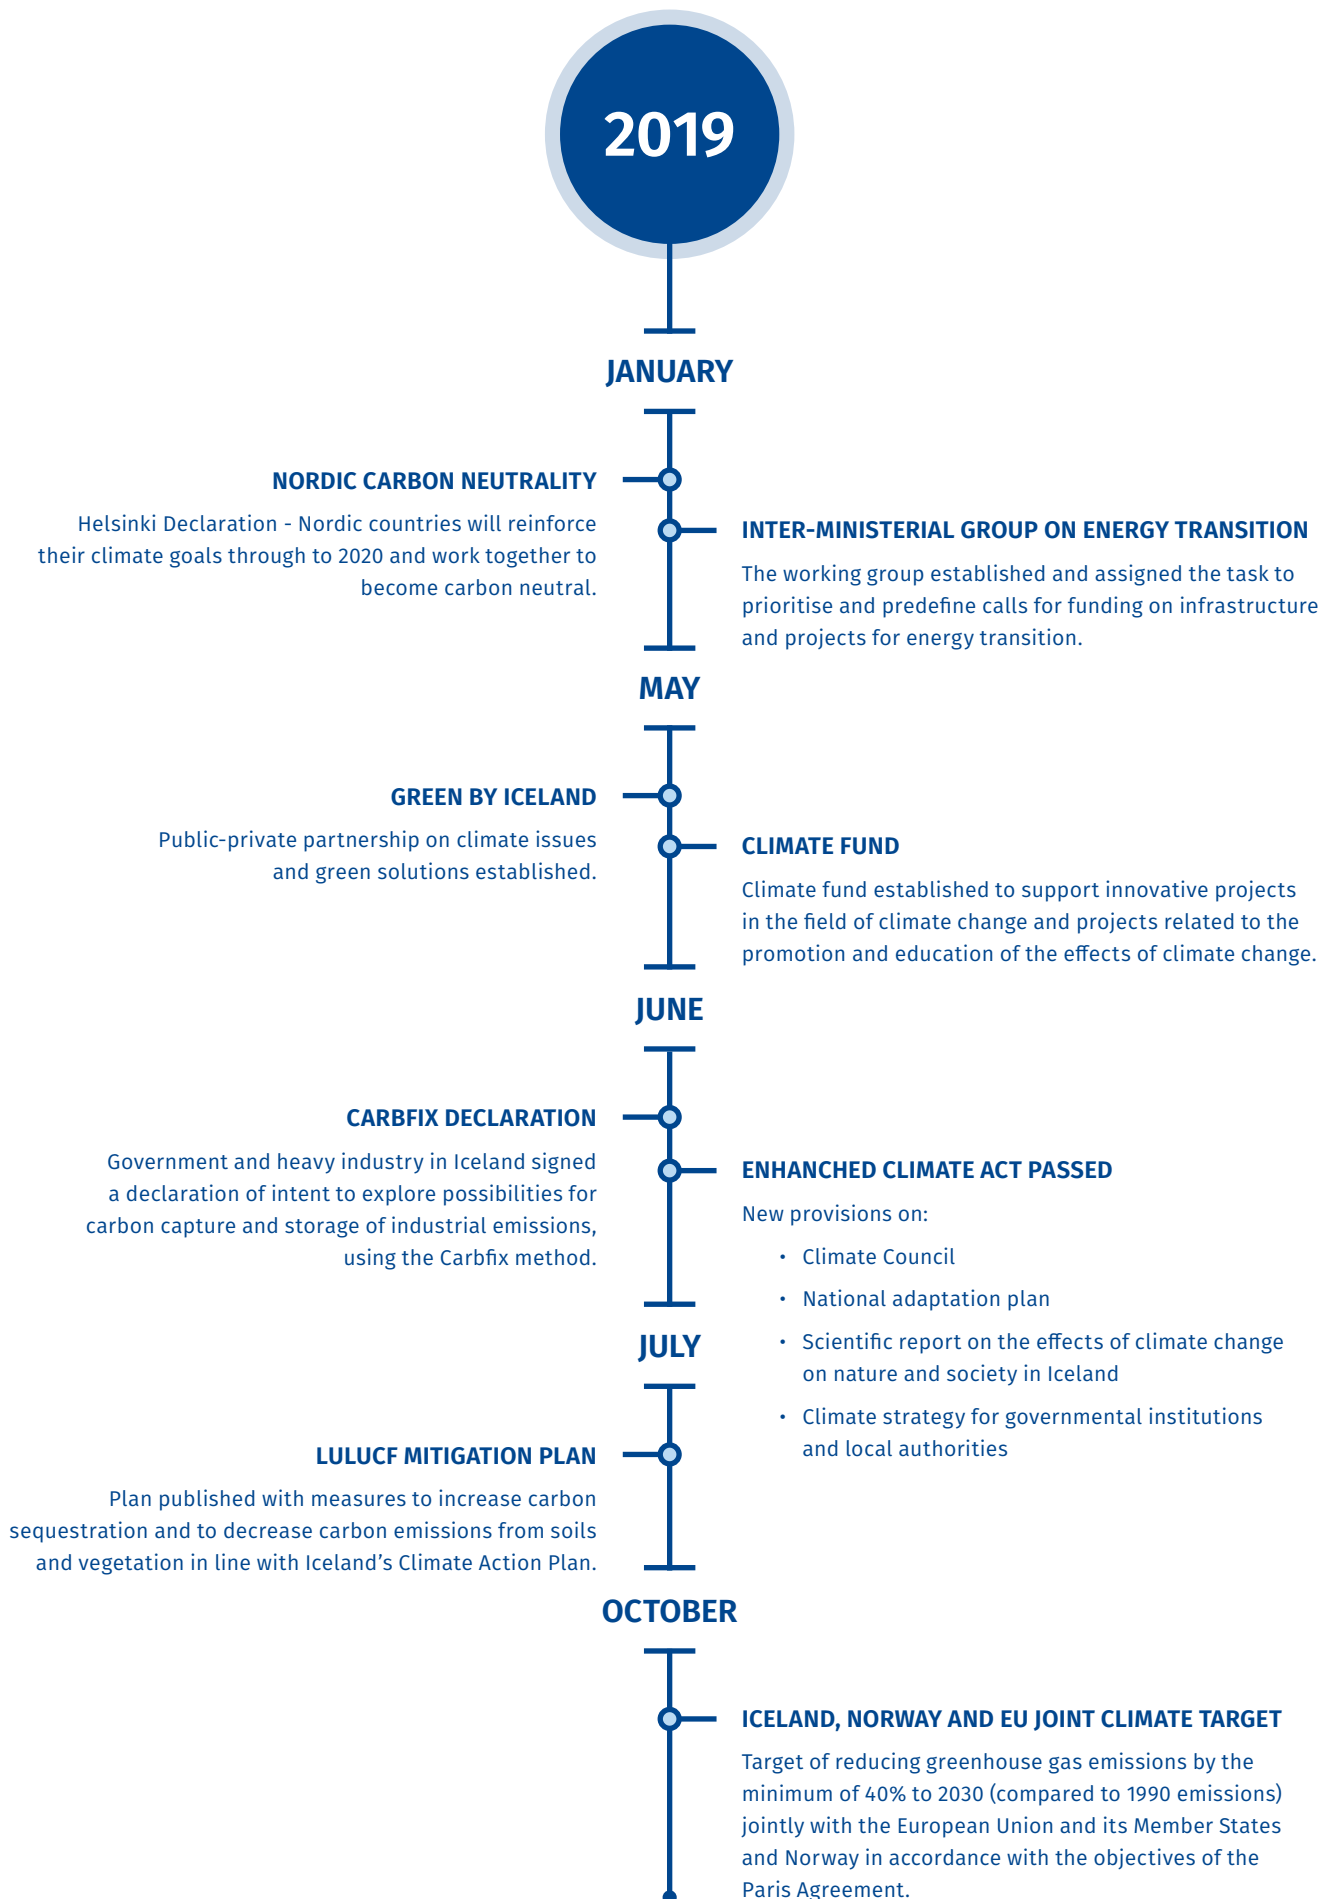 2019
JANUARY
NORDIC CARBON NEUTRALITY
Helsinki Declaration - Nordic countries will reinforce
their climate goals through to 2020 and work together to
become carbon neutral.
INTER-MINISTERIAL GROUP ON ENERGY TRANSITION
The working group established and assigned the task to
prioritise and predefine calls for funding on infrastructure
and projects for energy transition.
MAY
GREEN BY ICELAND
Public-private partnership on climate issues
and green solutions established.
CLIMATE FUND
Climate fund established to support innovative projects
in the field of climate change and projects related to the
promotion and education of the effects of climate change.
JUNE
CARBFIX DECLARATION
Government and heavy industry in Iceland signed
a declaration of intent to explore possibilities for
carbon capture and storage of industrial emissions,
using the Carbfix method.
ENHANCHED CLIMATE ACT PASSED
New provisions on:
• Climate Council
• National adaptation plan
• Scientific report on the effects of climate change
on nature and society in Iceland
• Climate strategy for governmental institutions
and local authorities
JULY
LULUCF MITIGATION PLAN
Plan published with measures to increase carbon
sequestration and to decrease carbon emissions from soils
and vegetation in line with Iceland’s Climate Action Plan.
OCTOBER
ICELAND, NORWAY AND EU JOINT CLIMATE TARGET
Target of reducing greenhouse gas emissions by the
minimum of 40% to 2030 (compared to 1990 emissions)
jointly with the European Union and its Member States
and Norway in accordance with the objectives of the
Paris Agreement.